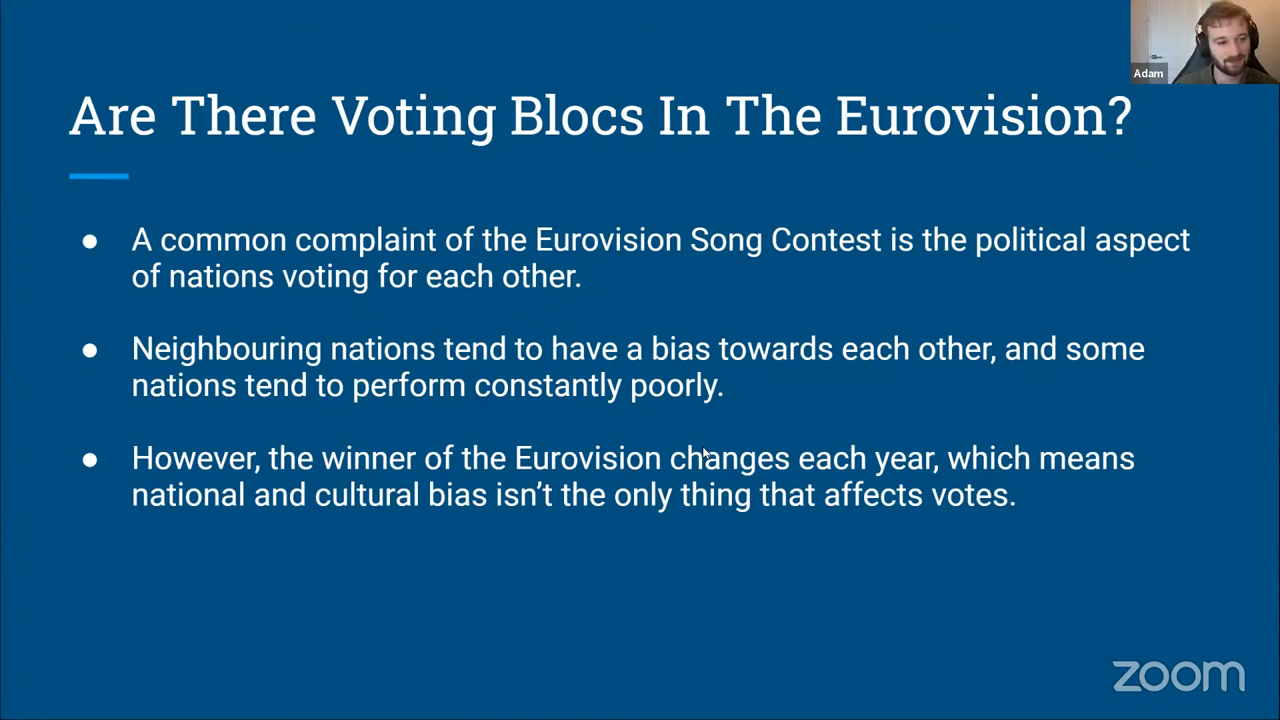 Adam
Are There Voting Blocs In The Eurovision?
● A common complaint of the Eurovision Song Contest is the political aspect
of nations voting for each other.
● Neighbouring nations tend to have a bias towards each other, and some
nations tend to perform constantly poorly.
● However, the winner of the Eurovision changes each year, which means
national and cultural bias isn’t the only thing that affects votes.
zoom